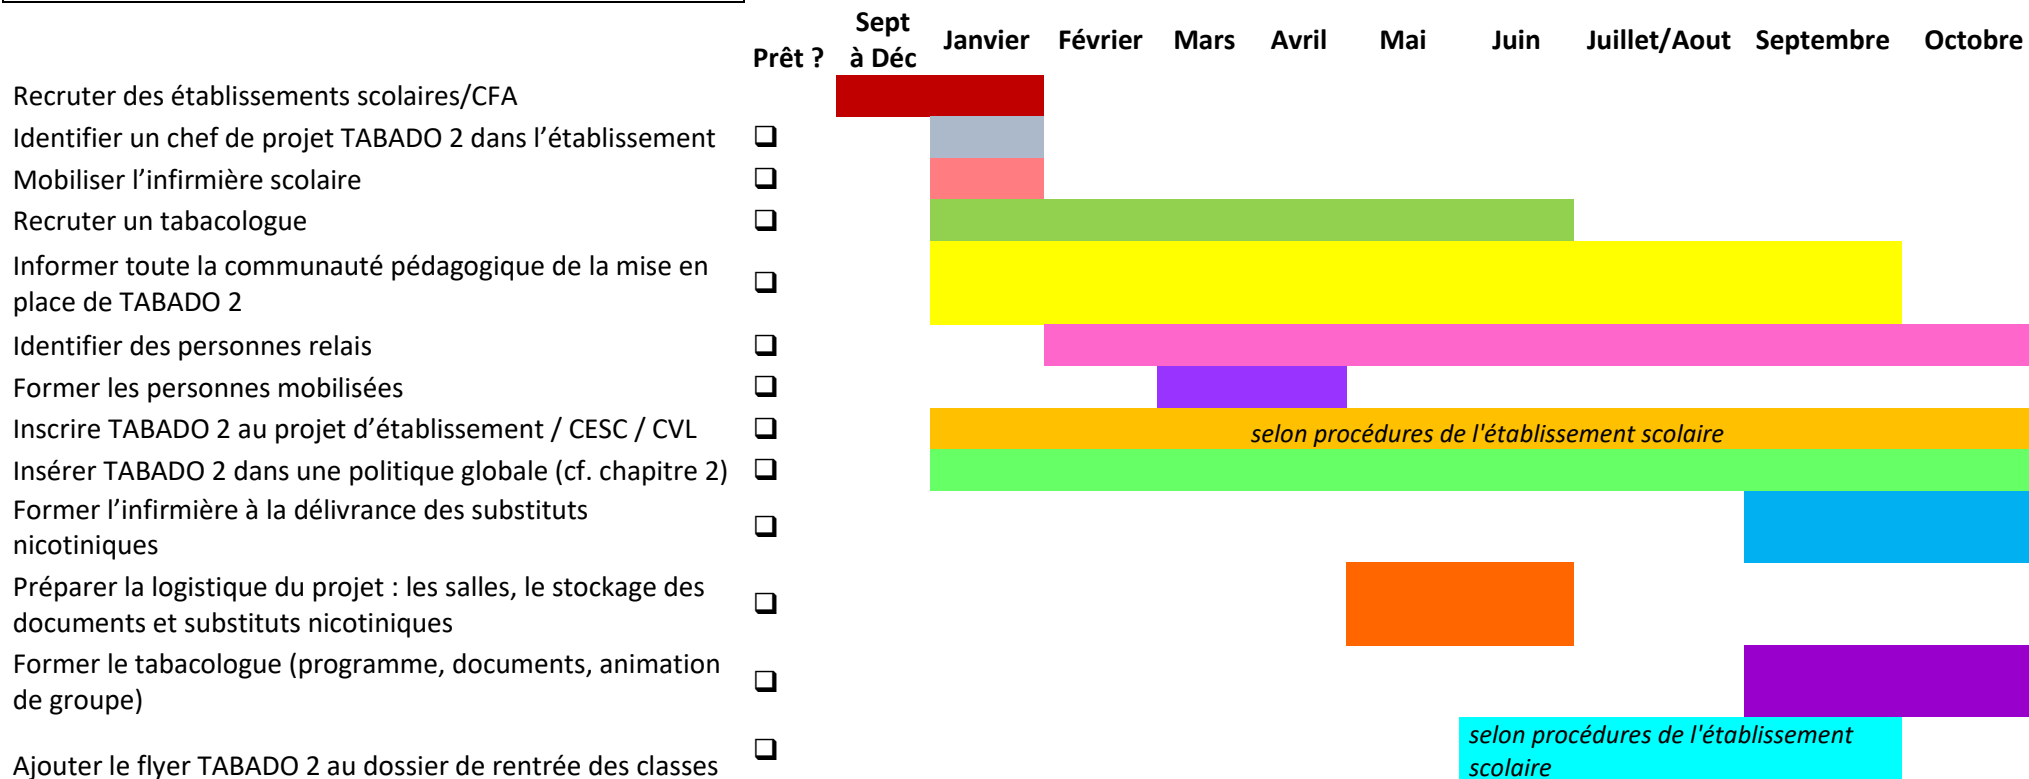 Prêt ? Sept à Déc Janvier Février Mars Avril Mai Juin Juillet/Aout Septembre Octobre
Recruter des établissements scolaires/CFA
Identifier un chef de projet TABADO 2 dans l’établissement ❑
Mobiliser l’infirmière scolaire ❑
Recruter un tabacologue ❑
Informer toute la communauté pédagogique de la mise en
place de TABADO 2 ❑
Identifier des personnes relais ❑
Former les personnes mobilisées ❑
Inscrire TABADO 2 au projet d’établissement / CESC / CVL ❑ selon procédures de l'établissement scolaire
Insérer TABADO 2 dans une politique globale (cf. chapitre 2) ❑
Former l’infirmière à la délivrance des substituts
nicotiniques ❑
Préparer la logistique du projet : les salles, le stockage des
documents et substituts nicotiniques ❑
Former le tabacologue (programme, documents, animation
de groupe) ❑
Ajouter le flyer TABADO 2 au dossier de rentrée des classes ❑
selon procédures de l'établissement
scolaire